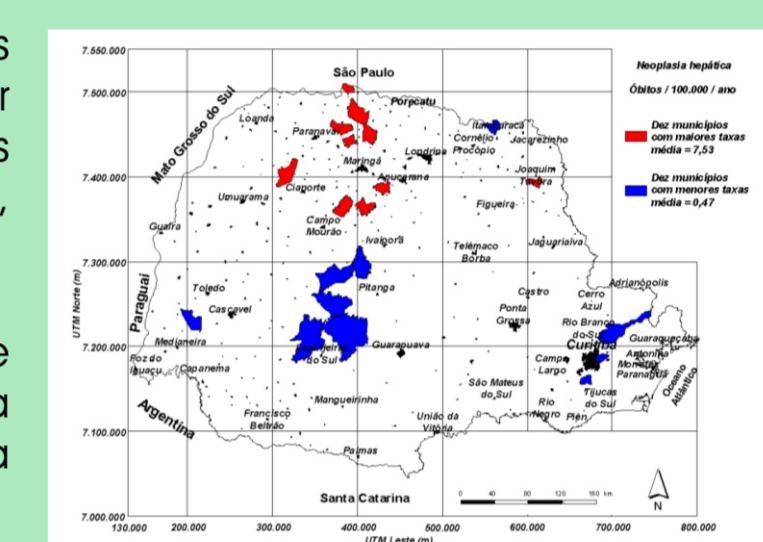 s
r
s
,
e
a
a
7.550.000
São Paulo
7.500.000
Porecatu
Mato Grosso do Sul
Loanda
Paranavaí
Cornélio
Procópio
Jacarezinho
Londrina
Maringá
Joaquim
Távora
7.400.000
Apucarana
Cianorte
Umuarama
Figueira
Campo
Mourão
Guaíra
Ivaiporã
Jaguariaíva
Telêmaco
Borba
7.300.000
Pitanga
Adrianópolis
Toledo
Castro
Cerro
Azul
Cascavel
Ponta
Grossa
Rio Branco
do Sul
Paraguai
Medianeira
Guaraqueçaba
Curitiba
7.200.000
Guarapuava
do Sul
Antonina
Foz do
Iguaçu
Capanema
Campo
Largo
Paranaguá
São Mateus
do Sul
Tijucas
do Sul
Oceano
Atlântico
Mangueirinha
Rio
Negro
Piên
Argentina
Francisco
Beltrão
União da
Vitória
7.100.000
Palmas
Santa Catarina
7.000.000
130.000 200.000 300.000 400.000 500.000 600.000 700.000 800.000
UTM Leste (m)
UTM Norte (m)
Neoplasia hepática
Óbitos / 100.000 / ano
Dez municípios
com maiores taxas
média = 7,53
Dez municípios
com menores taxas
média = 0,47
0 40 80 120 160 km
N